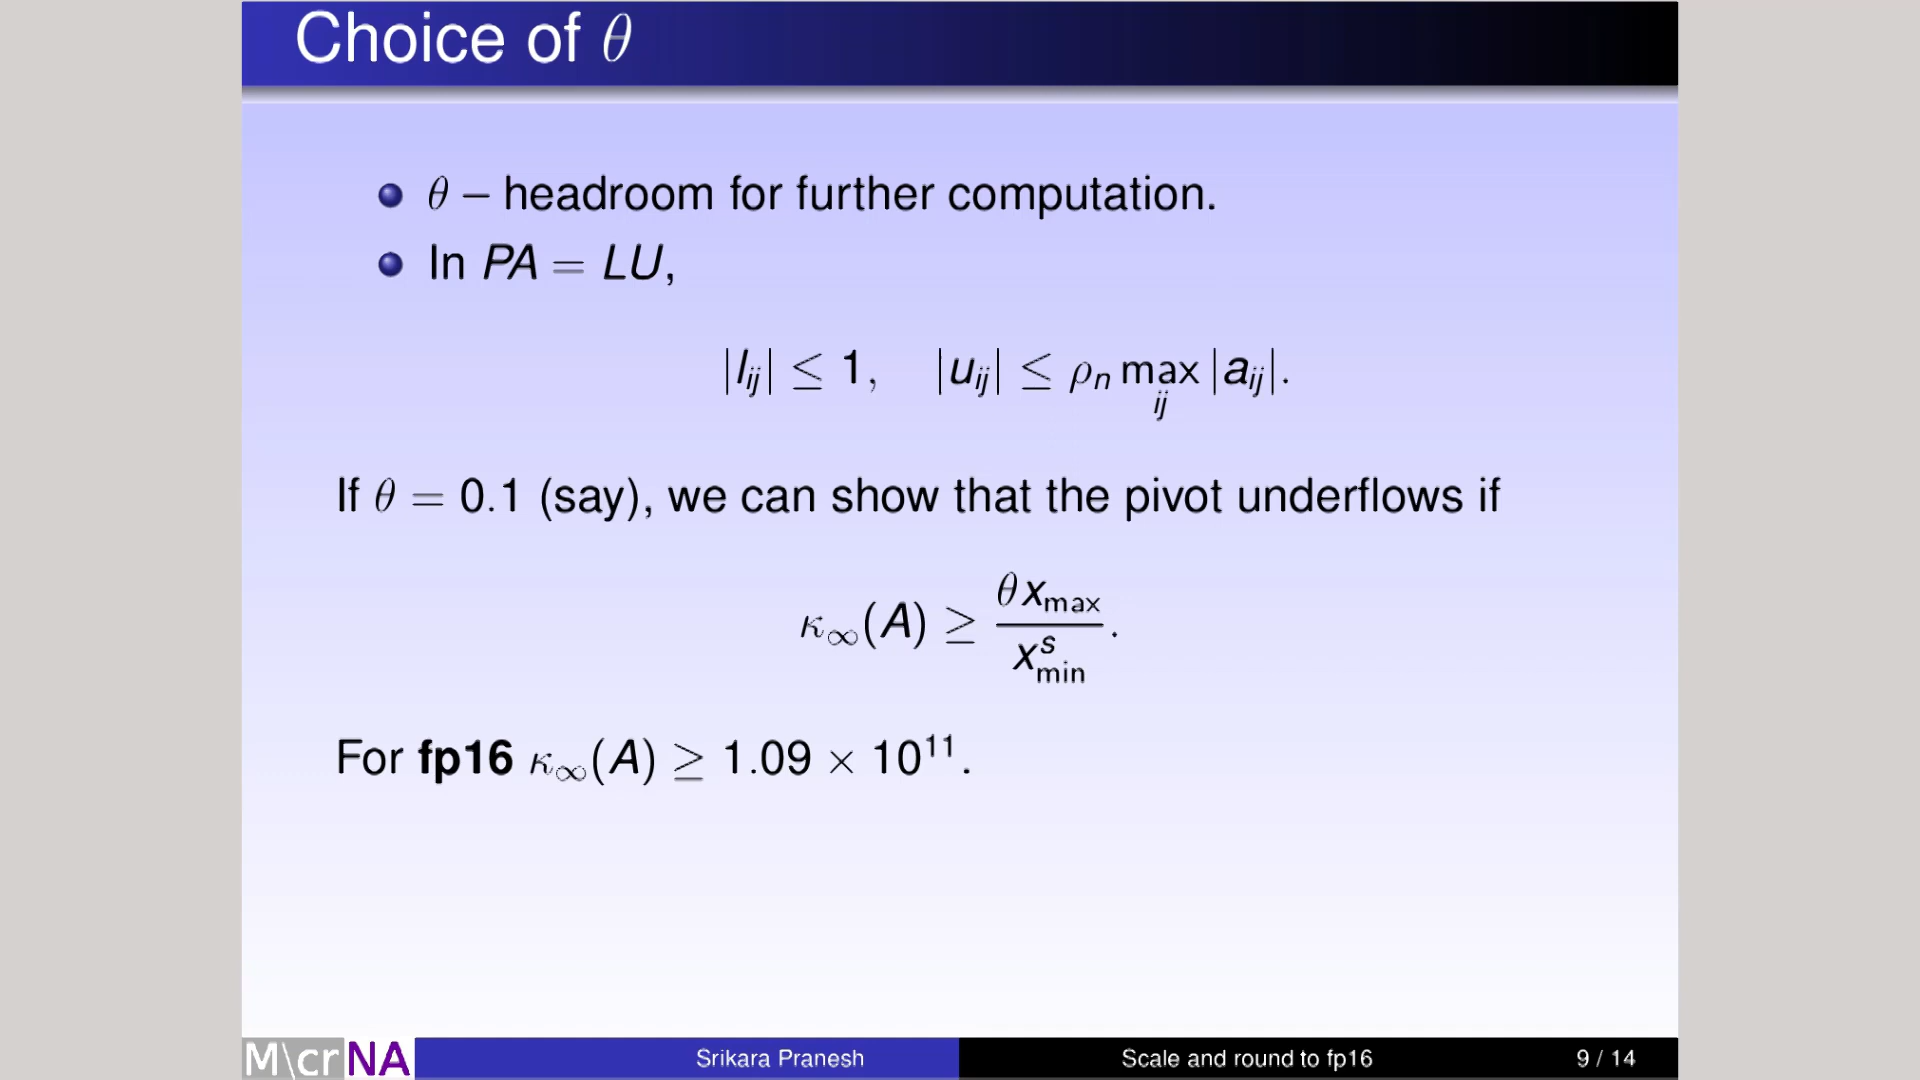 Choice of θ
θ – headroom for further computation.
In PA = LU,
|l_ij| ≤ 1, |u_ij| ≤ ρ_n max_ij |a_ij|.
If θ = 0.1 (say), we can show that the pivot underflows if
κ_∞(A) ≥ θx_max / x^s_min.
For fp16 κ_∞(A) ≥ 1.09 × 10^11.
M\crNA Srikara Pranesh Scale and round to fp16 9 / 14